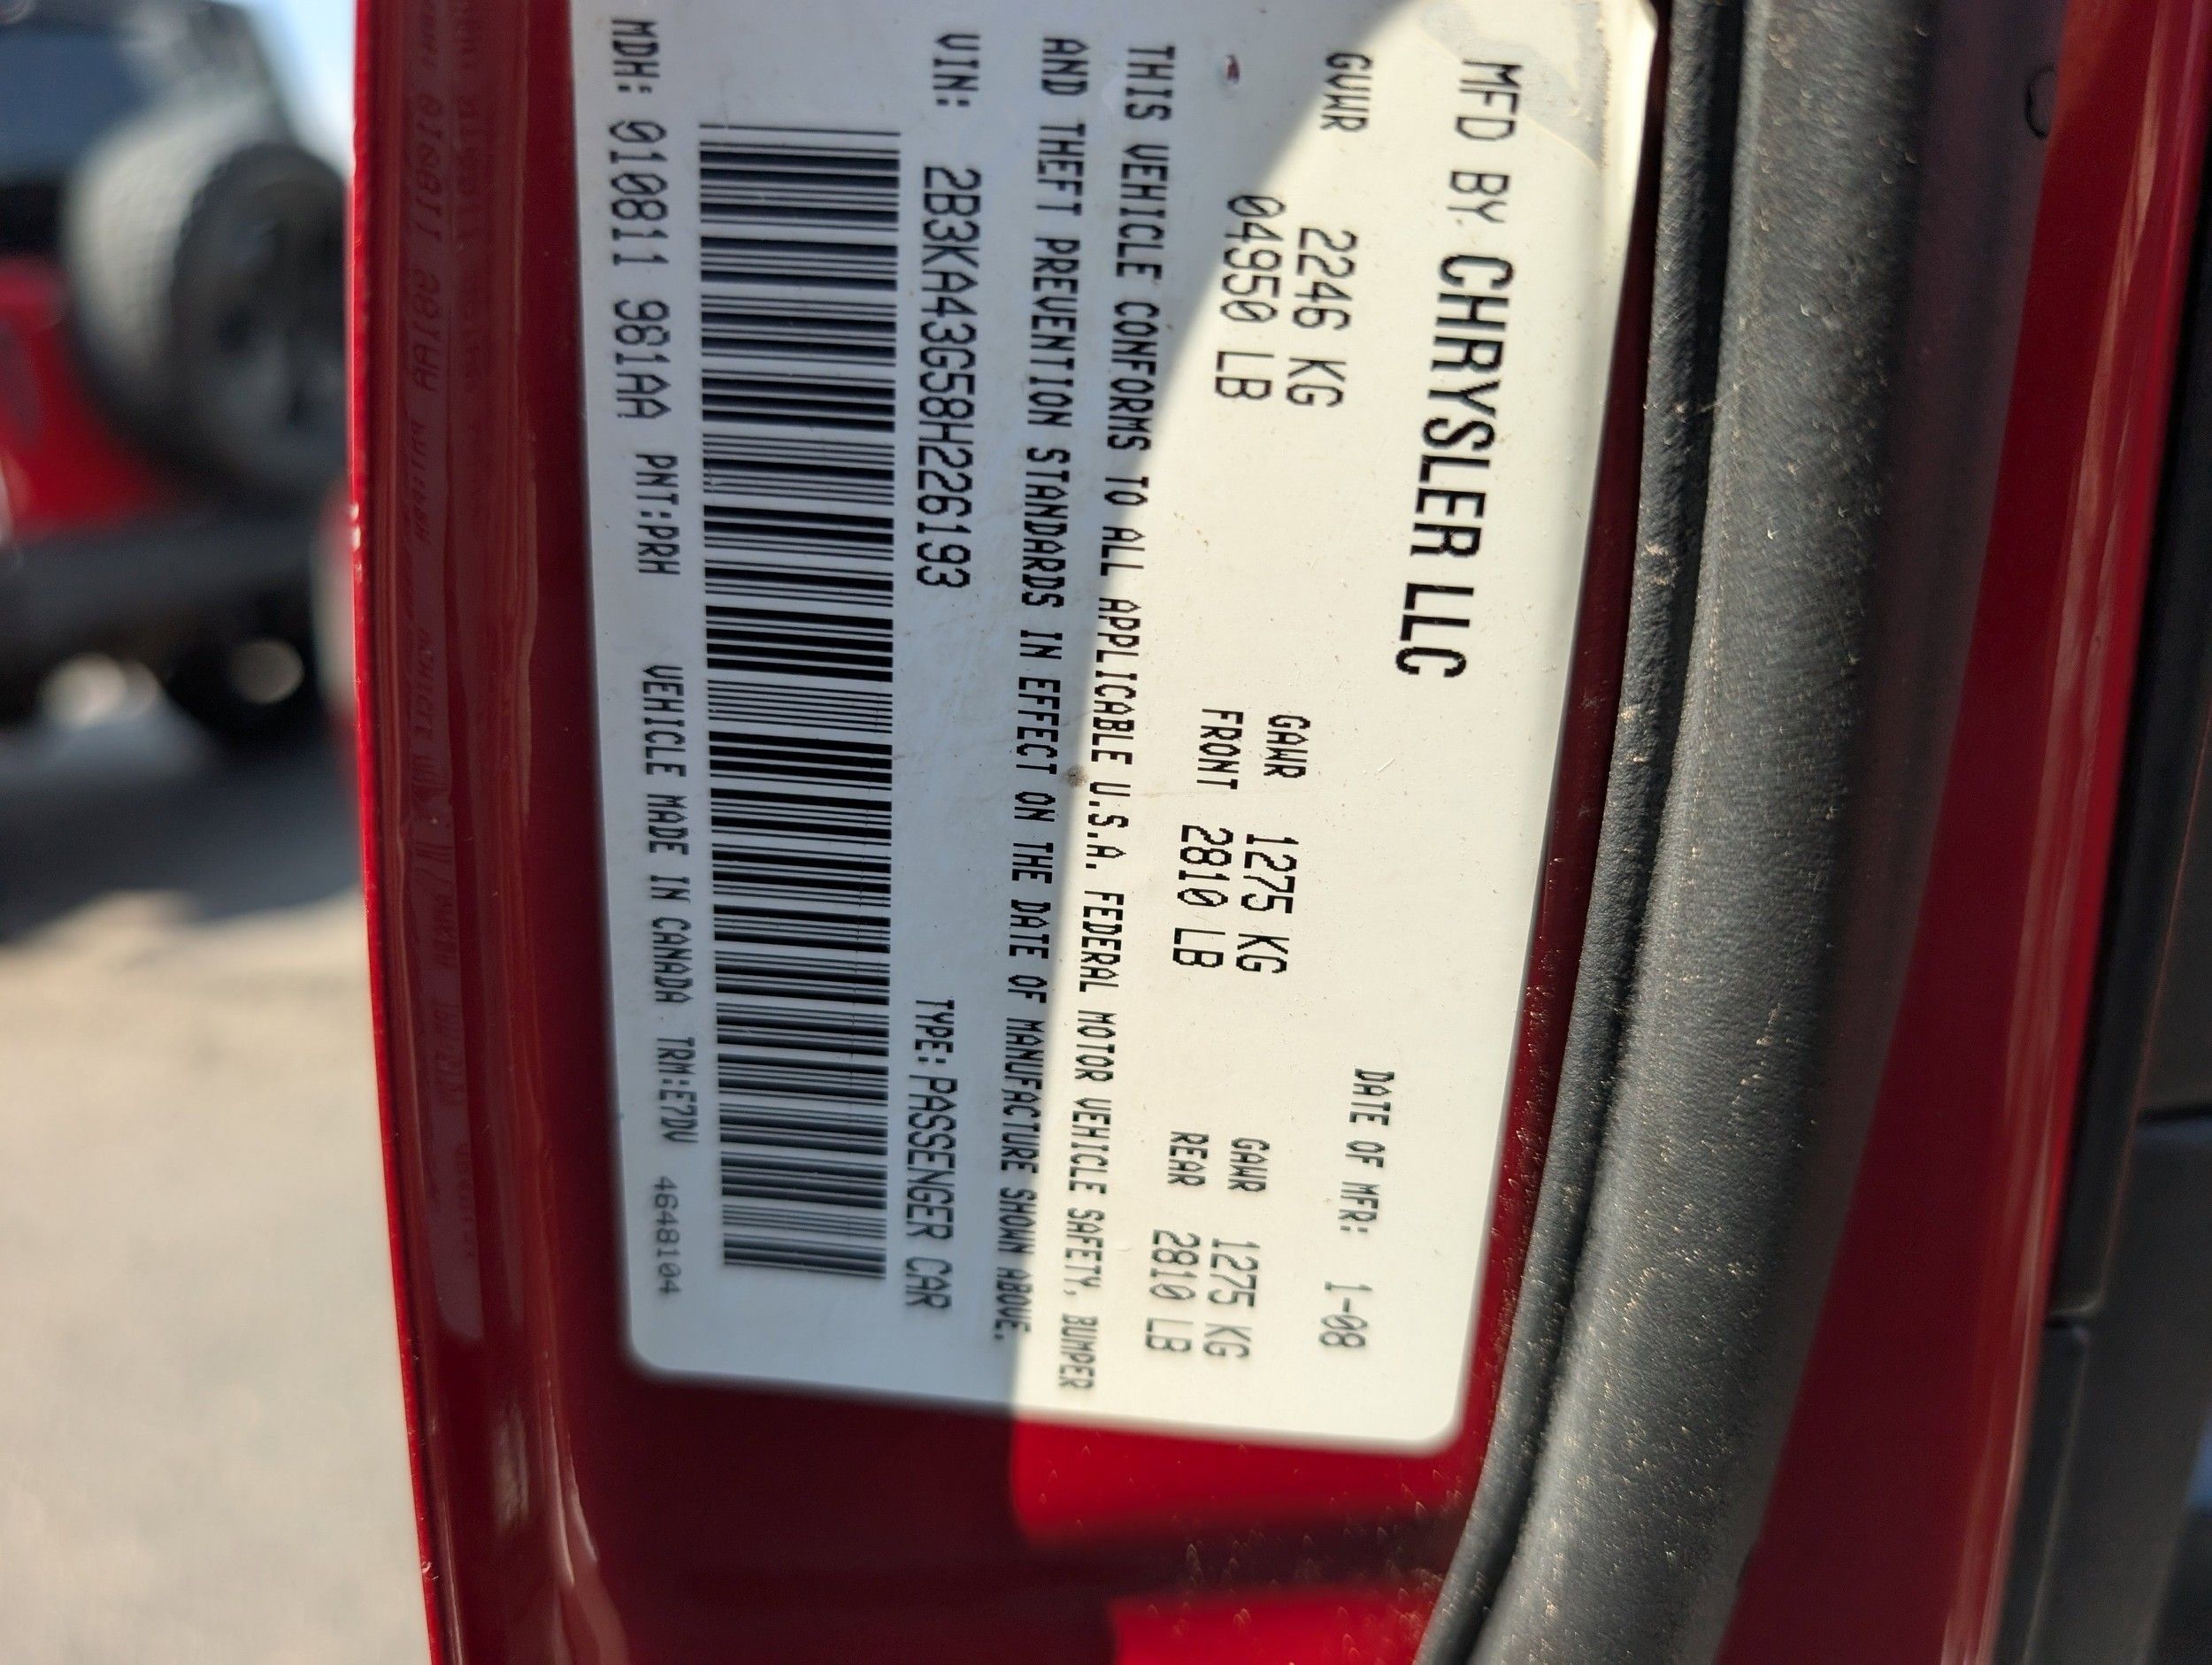 MFD BY: CHRYSLER LLC
DATE OF MFR: 1-08
GVWR 2246 KG GAWR 1275 KG GAWR 1275 KG
04950 LB FRONT 2810 LB REAR 2810 LB
THIS VEHICLE CONFORMS TO ALL APPLICABLE U.S.A. FEDERAL MOTOR VEHICLE SAFETY, BUMPER
AND THEFT PREVENTION STANDARDS IN EFFECT ON THE DATE OF MANUFACTURE SHOWN ABOVE.
VIN: 2B3KA43G58H226193 TYPE: PASSENGER CAR
MDH: 010811 981AA PNT:PRH VEHICLE MADE IN CANADA TRM:E7DV 4648104